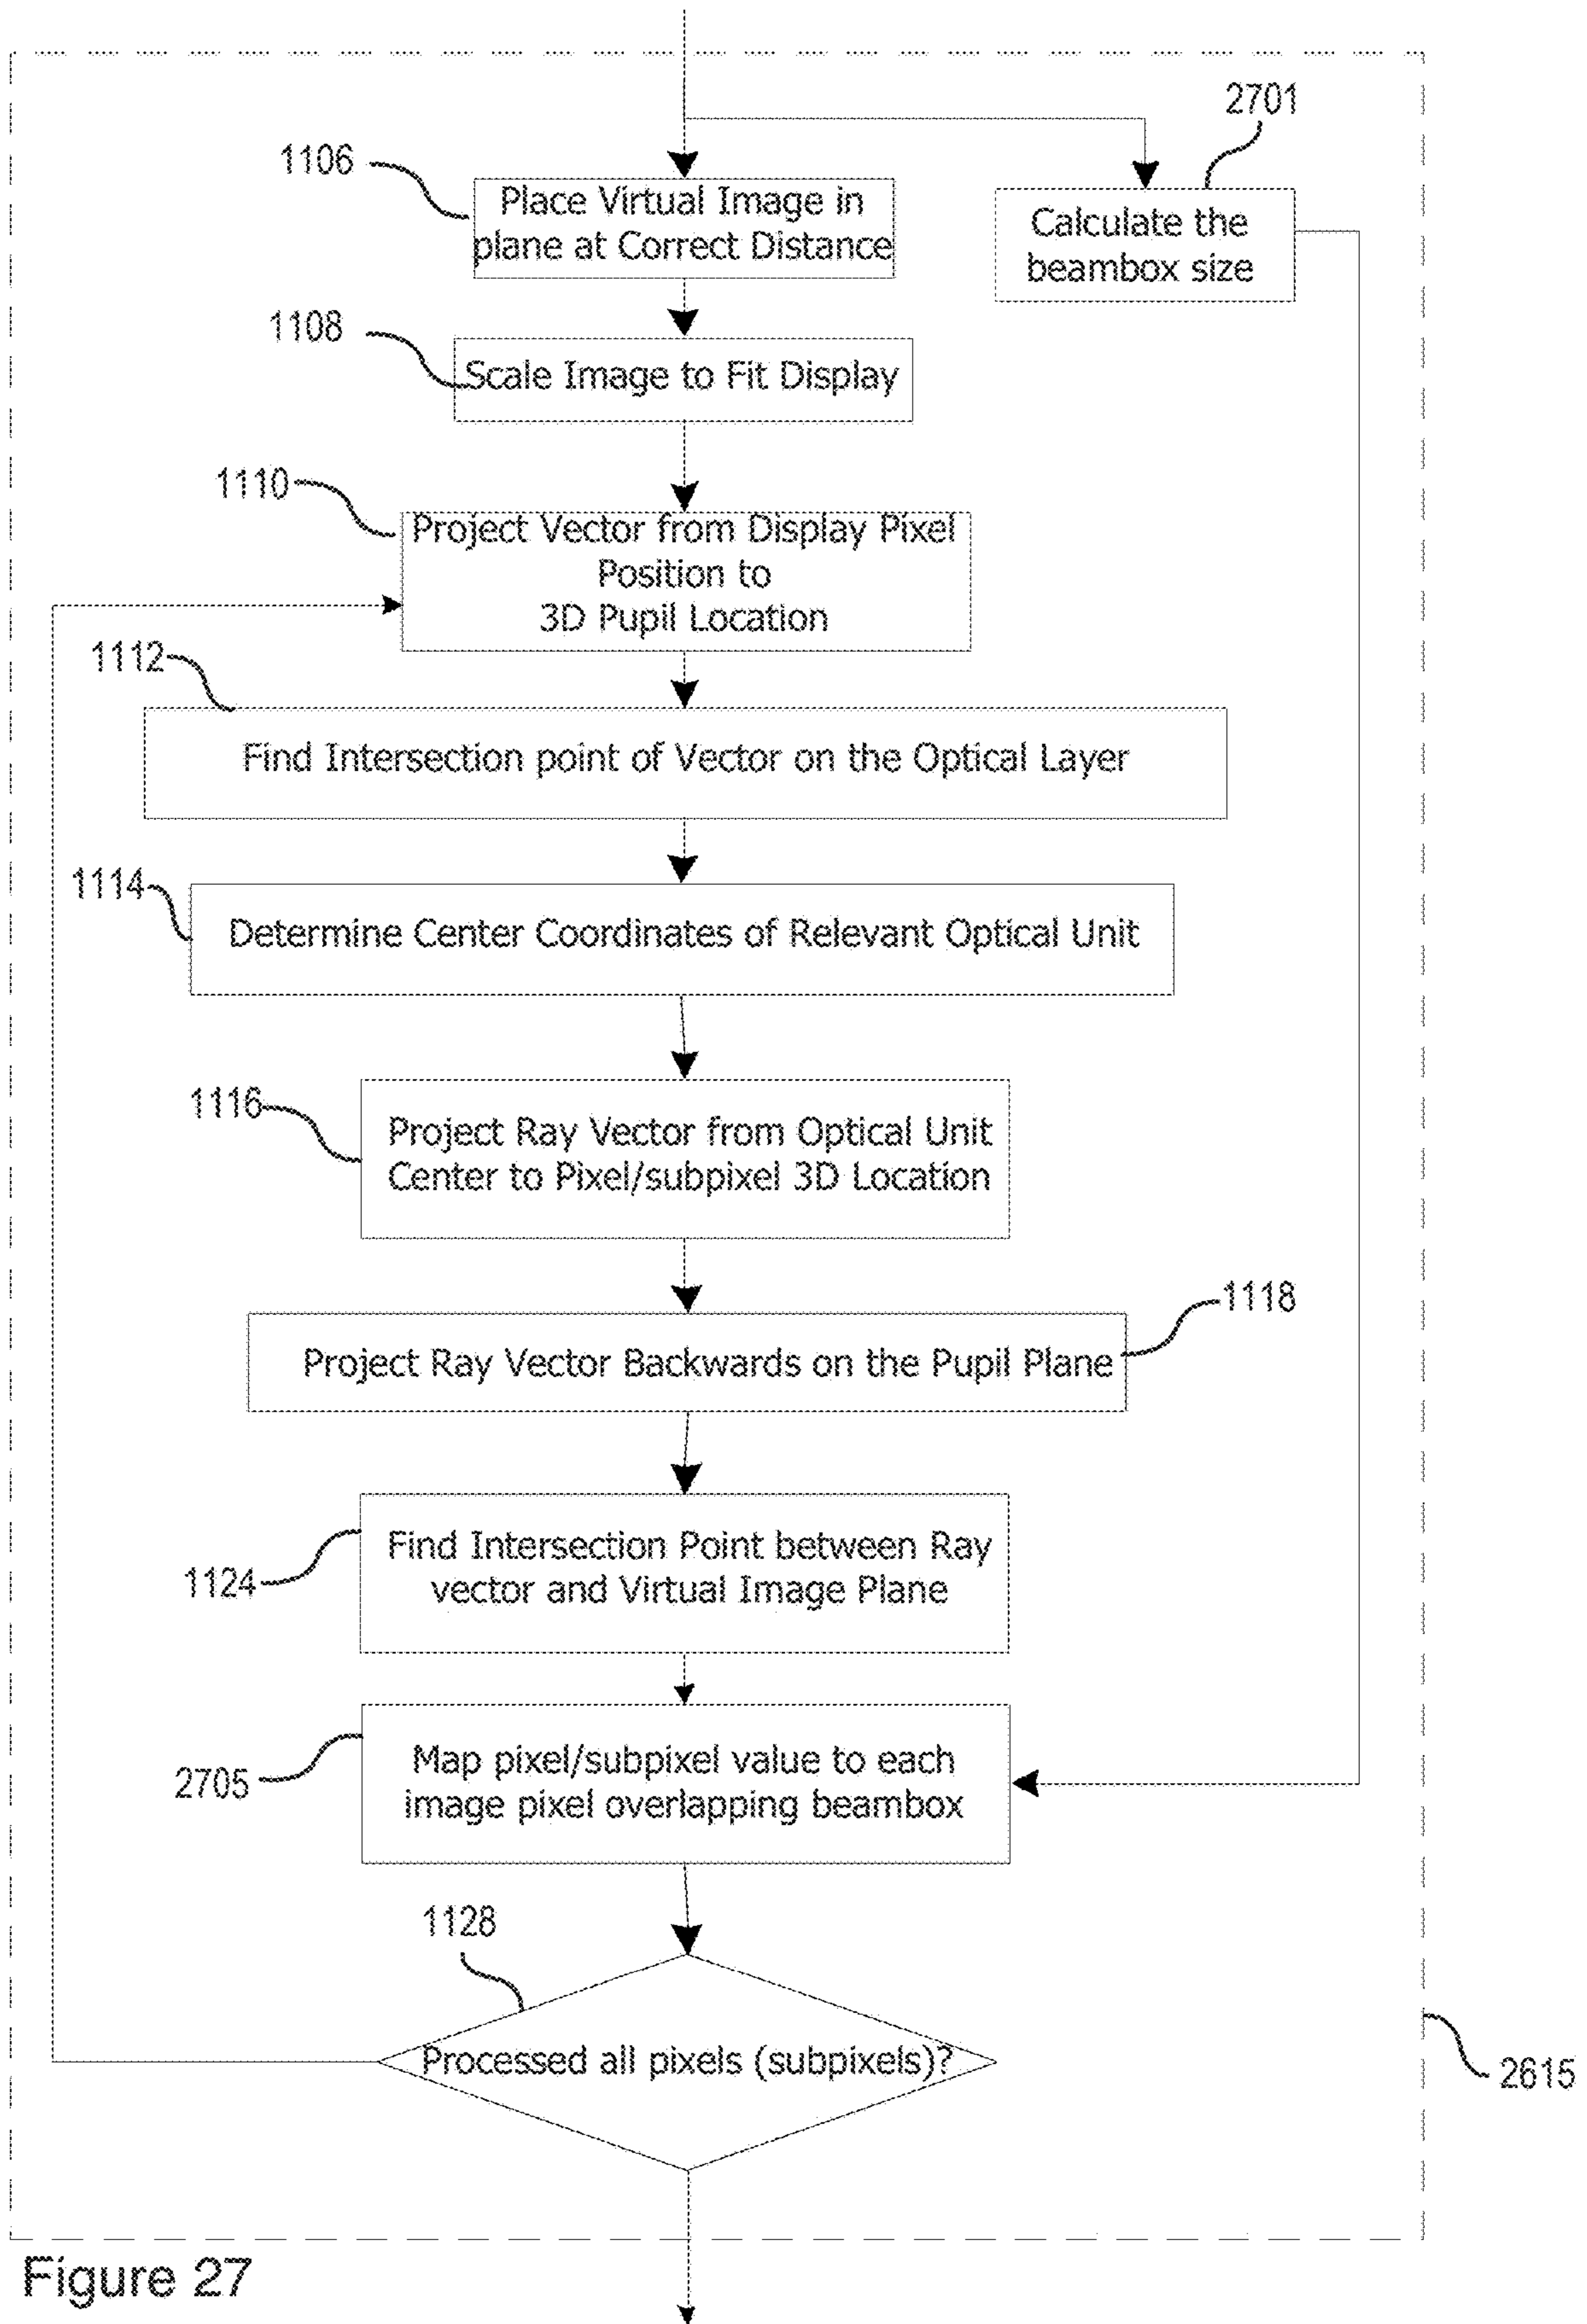 2701
1106
Place Virtual Image in
plane at Correct Distance
Calculate the
beambox size
1108
Scale Image to Fit Display
1110
Project Vector from Display Pixel
Position to
3D Pupil Location
1112
Find Intersection point of Vector on the Optical Layer
1114
Determine Center Coordinates of Relevant Optical Unit
1116
Project Ray Vector from Optical Unit
Center to Pixel/subpixel 3D Location
1118
Project Ray Vector Backwards on the Pupil Plane
1124
Find Intersection Point between Ray
vector and Virtual Image Plane
2705
Map pixel/subpixel value to each
image pixel overlapping beambox
1128
Processed all pixels (subpixels)?
2615
Figure 27